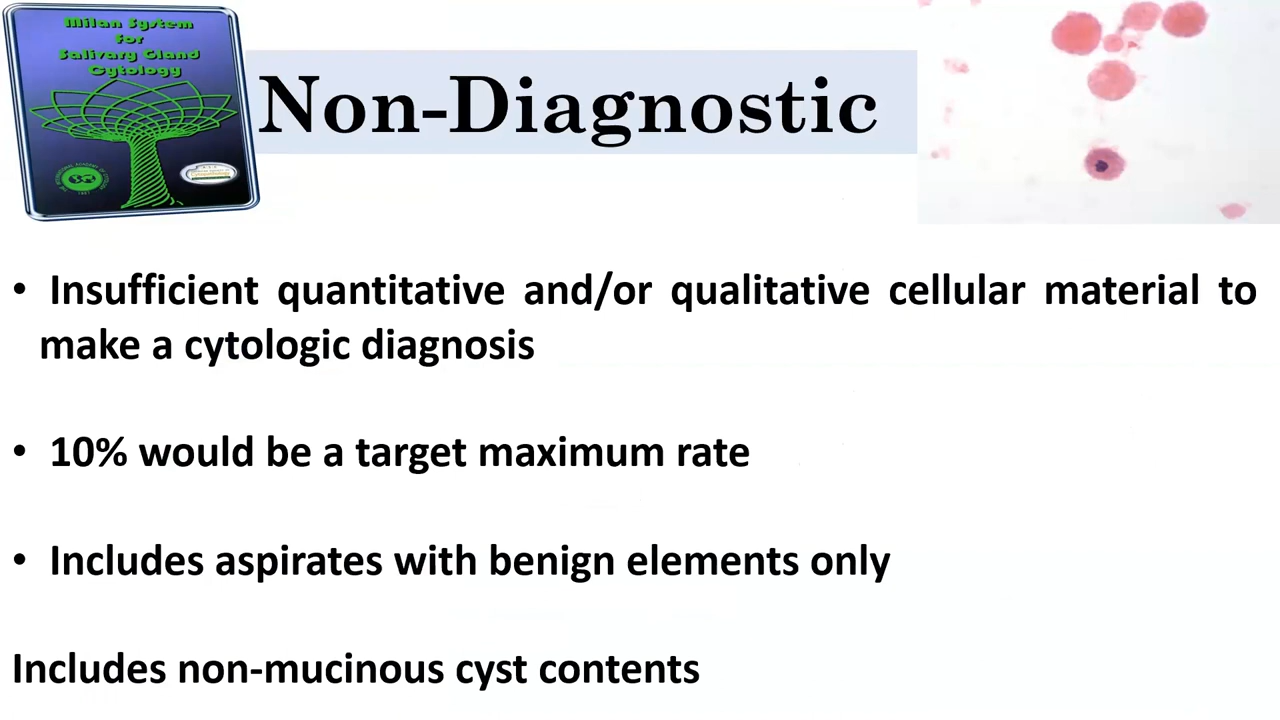 Milan System
for
Salivary Gland
Cytology
Non-Diagnostic
• Insufficient quantitative and/or qualitative cellular material to
make a cytologic diagnosis
• 10% would be a target maximum rate
• Includes aspirates with benign elements only
Includes non-mucinous cyst contents